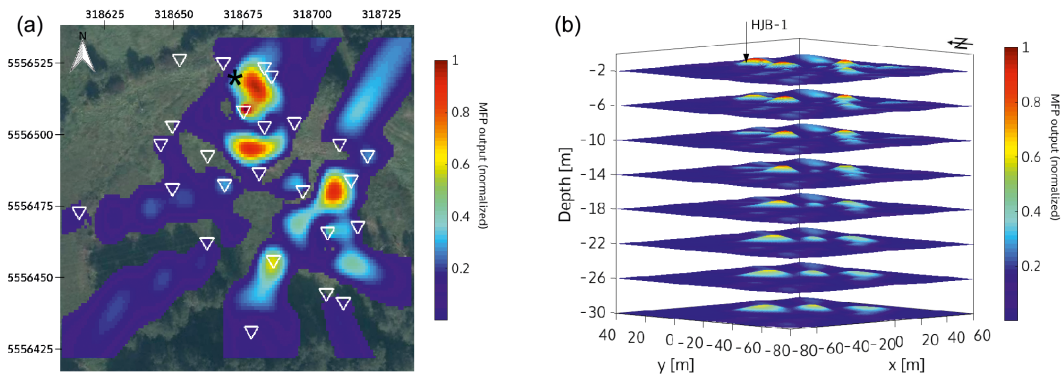 (a)
318625 318650 318675 318700 318725
N
5556525
5556500
5556475
5556450
5556425
*
1
0.8
0.6
0.4
0.2
MFP output (normalized)
(b)
HJB-1
N
-2
-6
-10
-14
-18
-22
-26
-30
Depth [m]
40 20 0 -20 -40 -60 -80
y [m]
-80 -60 -40 -20 0 20 40 60
x [m]
1
0.8
0.6
0.4
0.2
MFP output (normalized)